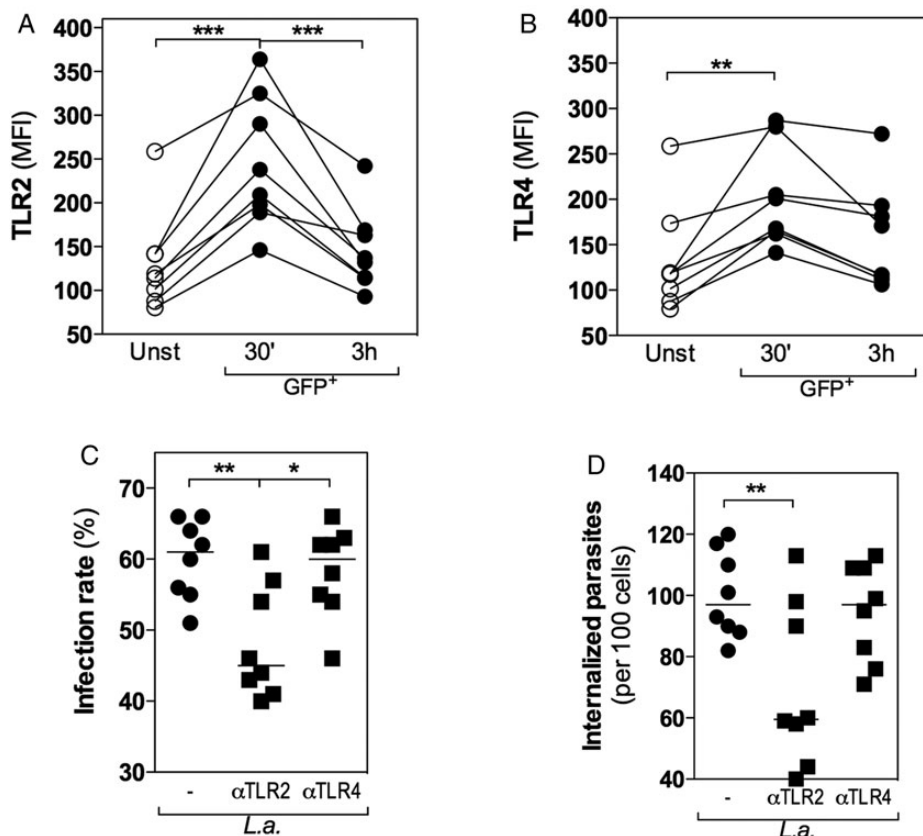 A
TLR2 (MFI)
400
350
300
250
200
150
100
50
***
***
Unst
30'
3h
GFP+
B
TLR4 (MFI)
400
350
300
250
200
150
100
50
**
Unst
30'
3h
GFP+
C
Infection rate (%)
70
60
50
40
30
**
*
-
αTLR2
αTLR4
L.a.
D
Internalized parasites
(per 100 cells)
140
120
100
80
60
40
**
-
αTLR2
αTLR4
L.a.